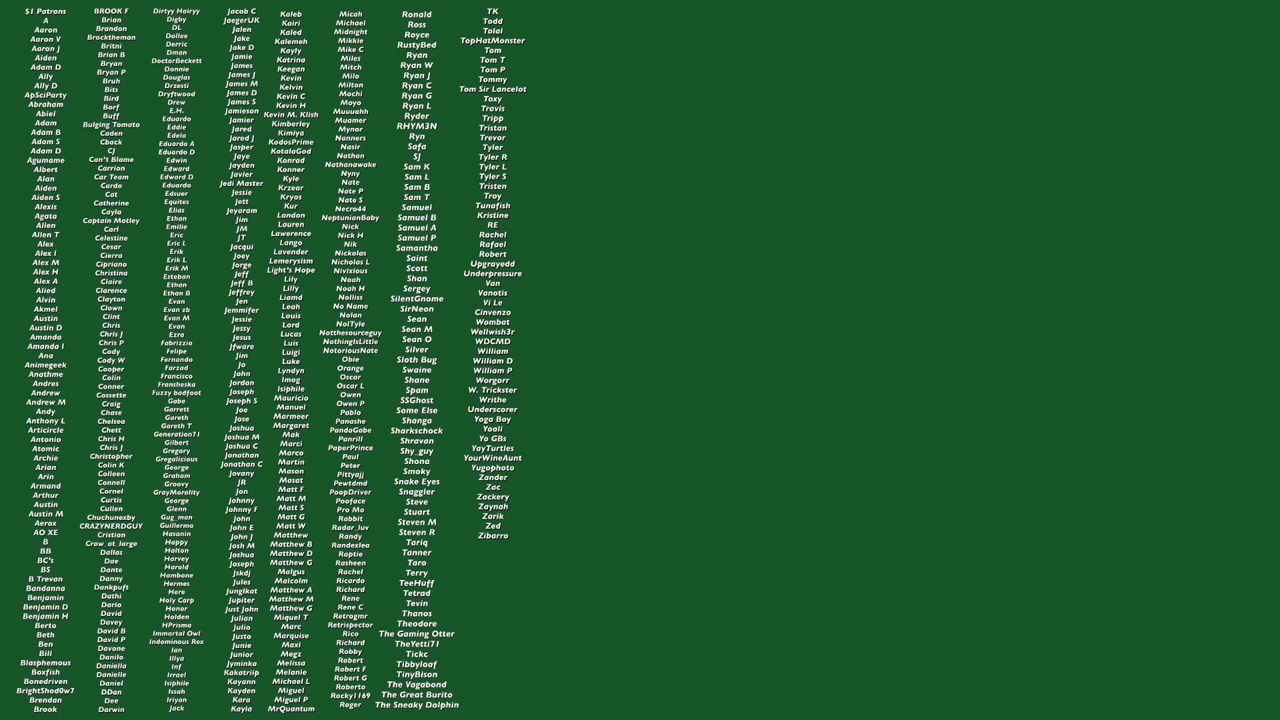 $1 Patrons
A
Aaron
Aaron V
Aaron J
Aiden
Adam D
Ally
Ally D
ApSciParty
Abraham
Abiel
Adam
Adam B
Adam S
Adam D
Agumame
Albert
Alan
Aiden
Aiden S
Alexis
Agata
Allen
Allen T
Alex
Alex I
Alex M
Alex H
Alex A
Alied
Alvin
Akmel
Austin
Austin D
Amanda
Amanda I
Ana
Animegeek
Anathme
Andres
Andrew
Andrew M
Andy
Anthony L
Articircle
Antonio
Atomic
Archie
Arian
Arin
Armand
Arthur
Austin
Austin M
Aerox
AO XE
B
BB
BC's
BS
B Trevan
Bandanna
Benjamin
Benjamin D
Benjamin H
Berto
Beth
Ben
Bill
Blasphemous
Boxfish
Bonedriven
BrightShad0w7
Brendan
Brook
BROOK F
Brian
Brandon
Brocktheman
Britni
Brian B
Bryan
Bryan P
Bruh
Bits
Bird
Borf
Buff
Bulging Tomato
Caden
Cback
CJ
Can't Blame
Carrion
Car Team
Cardo
Cat
Catherine
Cayla
Captain Motley
Carl
Celestine
Cesar
Cierra
Cipriano
Christina
Claire
Clarence
Clayton
Clown
Clint
Chris
Chris J
Chris P
Cody
Cody W
Cooper
Colin
Conner
Cossette
Craig
Chase
Chelsea
Chett
Chris H
Chris J
Christopher
Colin K
Colleen
Connell
Cornel
Curtis
Cullen
Chuchunexby
CRAZYNERDGUY
Cristian
Crow_at_large
Dallas
Dae
Dante
Danny
Dankpuft
Dathi
Dario
David
Davey
David B
David P
Davone
Danilo
Daniella
Danielle
Daniel
DDan
Dee
Darwin
Dirtyy Hairyy
Digby
DL
Dollee
Derric
Dman
DoctorBeckett
Donnie
Douglas
Drzesti
Dryftwood
Drew
E.H.
Eduardo
Eddie
Edela
Eduardo A
Eduardo D
Edwin
Edward
Edward D
Eduardo
Edsuer
Equites
Elias
Ethan
Emilie
Eric
Eric L
Erik
Erik L
Erik M
Esteban
Ethan
Ethan B
Evan
Evan zb
Evan M
Evan
Ezra
Fabrizzio
Felipe
Fernando
Farzad
Francisco
Fransheska
Fuzzy badfoot
Gabe
Garrett
Gareth
Gareth T
Generation71
Gilbert
Gregory
Gregalicious
George
Graham
Groovy
GrayMorality
George
Glenn
Gug_man
Guillermo
Hasanin
Happy
Halton
Harvey
Harold
Hambone
Hermes
Here
Holy Carp
Honor
Holden
HPrisma
Immortal Owl
Indominous Rex
Ian
Illya
Inf
Irrael
Isiphile
Issah
Iriyan
Jack
Jacob C
JaegerUK
Jalen
Jake
Jake D
Jamie
James
James J
James M
James D
James S
Jamieson
Jamier
Jared
Jared J
Jasper
Jaye
Jayden
Javier
Jedi Master
Jessie
Jett
Jeyaram
Jim
JM
JT
Jacqui
Joey
Jorge
Jeff
Jeff B
Jeffrey
Jen
Jemmifer
Jessie
Jessy
Jesus
Jfware
Jim
Jo
John
Jordan
Joseph
Joseph S
Joe
Jose
Joshua
Joshua M
Joshua C
Jonathan
Jonathan C
Jovany
JR
Jon
Johnny
Johnny F
John
John E
John J
Josh M
Joshua
Joseph
Jskdj
Jules
Junglkat
Jupiter
Just John
Julian
Julio
Justo
Junie
Junior
Jyminka
Kakatriip
Kayann
Kayden
Kara
Kayla
Kaleb
Kairi
Kaled
Kalemeh
Kayly
Katrina
Keegan
Kevin
Kelvin
Kevin C
Kevin H
Kevin M. Klish
Kimberley
Kimiya
KodosPrime
KotalaGod
Konrad
Konner
Kyle
Krzear
Kryos
Kur
Landon
Lauren
Lawerence
Lango
Lavender
Lemerysism
Light's Hope
Lily
Lilly
Liamd
Leah
Louis
Lord
Lucas
Luis
Luigi
Luke
Lyndyn
Imog
Isiphile
Mauricio
Manuel
Marmeer
Margaret
Mak
Marci
Marco
Martin
Mason
Masat
Matt F
Matt M
Matt S
Matt G
Matt W
Matthew
Matthew B
Matthew D
Matthew G
Malgus
Malcolm
Matthew A
Matthew M
Matthew G
Miquel T
Marc
Marquise
Maxi
Megz
Melissa
Melanie
Michael L
Miguel
Miguel P
MrQuantum
Micah
Michael
Midnight
Mikkie
Mike C
Miles
Mitch
Milo
Milton
Mochi
Moyo
Muuuahh
Muamer
Mynor
Nanners
Nasir
Nathan
Nathanawake
Nyny
Nate
Nate P
Nate S
Necro44
NeptunianBaby
Nick
Nick H
Nik
Nickolas
Nicholas L
Nivixious
Noah
Noah H
Nolliss
No Name
Nolan
NolTyle
Notthesourceguy
NothingIsLittle
NotoriousNate
Obie
Orange
Oscar
Oscar L
Owen
Owen P
Pablo
Panashe
PandaGabe
Panrill
PaperPrince
Paul
Peter
Pittyajj
Pewtdmd
PoopDriver
Pooface
Pro Ma
Rabbit
Radar_luv
Randy
Randexlea
Raptie
Rasheen
Rachel
Ricardo
Richard
Rene C
Retrogmr
Retrispector
Rico
Richard
Robby
Robert
Robert F
Robert G
Roberto
Rocky1169
Roger
Ronald
Ross
Royce
RustyBed
Ryan
Ryan W
Ryan J
Ryan C
Ryan G
Ryan L
Ryder
RHYM3N
Ryn
Safa
SJ
Sam K
Sam L
Sam B
Sam T
Samuel
Samuel B
Samuel A
Samuel P
Samantha
Saint
Scott
Shan
Sergey
SilentGnome
SirNeon
Sean
Sean M
Sean O
Silver
Sloth Bug
Swaine
Shane
Spam
SSGhost
Some Else
Shanga
Sharkschock
Shravan
Shy_guy
Shona
Smoky
Snake Eyes
Snaggler
Steve
Stuart
Steven M
Steven R
Tariq
Tanner
Taro
Terry
TeeHuff
Tetrad
Tevin
Thanos
Theodore
The Gaming Otter
TheYetti71
Tickc
Tibbyloaf
TinyBison
The Vagabond
The Great Burito
The Sneaky Dolphin
TK
Todd
Tolal
TopHatMonster
Tom
Tom T
Tom P
Tommy
Tom Sir Lancelot
Toxy
Travis
Tripp
Tristan
Trevor
Tyler
Tyler R
Tyler L
Tyler S
Tristen
Troy
Tunafish
Kristine
RE
Rachel
Rafael
Robert
Upgrayedd
Underpressure
Van
Vanotis
Vi Le
Cinvenzo
Wombat
Wellwish3r
WDCMD
William
William D
William P
Worgorr
W. Trickster
Writhe
Underscorer
Yoga Boy
Yoali
Yo GBs
YayTurtles
YourWineAunt
Yugophoto
Zander
Zac
Zackery
Zaynah
Zarik
Zed
Zibarro